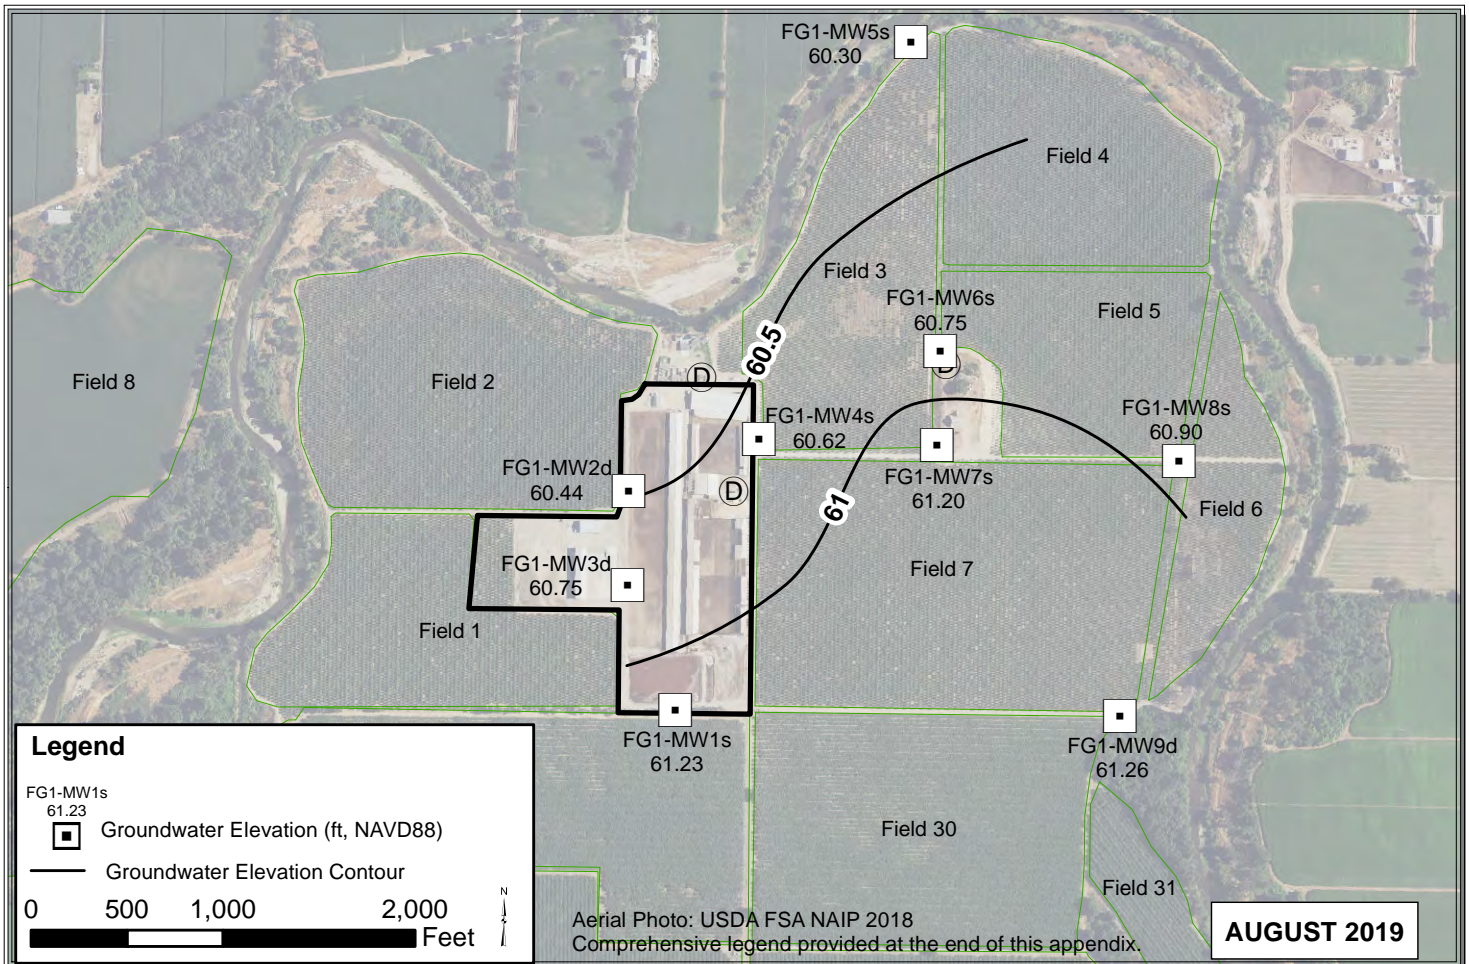 FG1-MW5s
60.30
Field 4
Field 3
FG1-MW6s
60.75
Field 5
D
60.5
D
Field 8
Field 2
FG1-MW4s
60.62
FG1-MW8s
60.90
FG1-MW2d
60.44
FG1-MW7s
61.20
D
61
Field 6
FG1-MW3d
60.75
Field 7
Field 1
FG1-MW1s
61.23
FG1-MW9d
61.26
Field 30
Field 31
Legend
FG1-MW1s
61.23
Groundwater Elevation (ft, NAVD88)
Groundwater Elevation Contour
0 500 1,000 2,000
Feet
N
Aerial Photo: USDA FSA NAIP 2018
Comprehensive legend provided at the end of this appendix.
AUGUST 2019